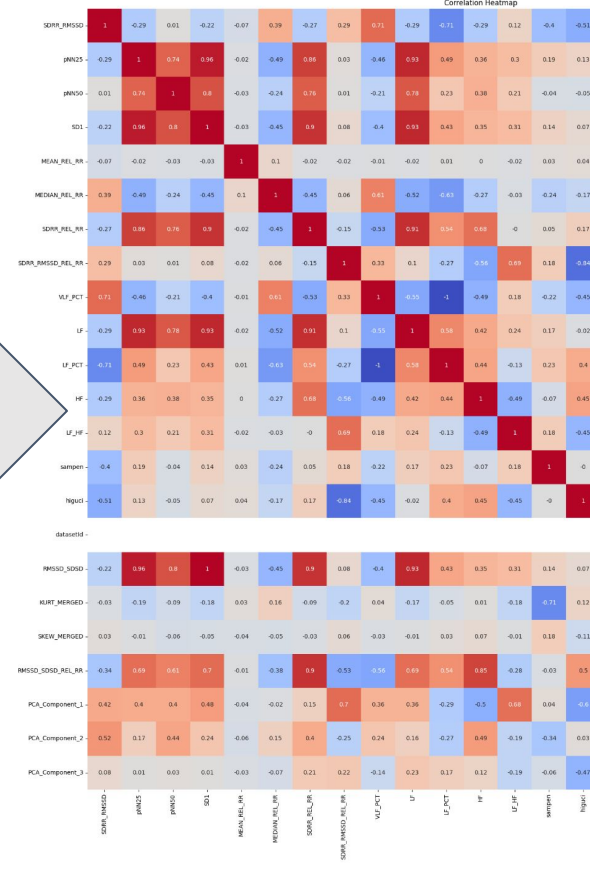 Correlation Heatmap
SDRR_RMSSD 1 -0.29 0.01 -0.22 -0.07 0.39 -0.27 0.29 0.71 -0.29 -0.71 -0.29 0.12 -0.4 -0.51
pNN25 -0.29 1 0.74 0.96 -0.02 -0.49 0.86 0.03 -0.46 0.93 0.49 0.36 0.3 0.19 0.13
pNN50 0.01 0.74 1 0.8 -0.03 -0.24 0.76 0.01 -0.21 0.78 0.23 0.38 0.21 -0.04 -0.05
SD1 -0.22 0.96 0.8 1 -0.03 -0.45 0.9 0.08 -0.4 0.93 0.43 0.35 0.31 0.14 0.07
MEAN_REL_RR -0.07 -0.02 -0.03 -0.03 1 0.1 -0.02 -0.02 -0.01 -0.02 0.01 0 -0.02 0.03 0.04
MEDIAN_REL_RR 0.39 -0.49 -0.24 -0.45 0.1 1 -0.45 0.06 0.61 -0.52 -0.63 -0.27 -0.03 -0.24 -0.17
SDRR_REL_RR -0.27 0.86 0.76 0.9 -0.02 -0.45 1 -0.15 -0.53 0.91 0.54 0.68 -0 0.05 0.17
SDRR_RMSSD_REL_RR 0.29 0.03 0.01 0.08 -0.02 0.06 -0.15 1 0.33 0.1 -0.27 -0.56 0.69 0.18 -0.84
VLF_PCT 0.71 -0.46 -0.21 -0.4 -0.01 0.61 -0.53 0.33 1 -0.55 -1 -0.49 0.18 -0.22 -0.45
LF -0.29 0.93 0.78 0.93 -0.02 -0.52 0.91 0.1 -0.55 1 0.58 0.42 0.24 0.17 -0.02
LF_PCT -0.71 0.49 0.23 0.43 0.01 -0.63 0.54 -0.27 -1 0.58 1 0.44 -0.13 0.23 0.4
HF -0.29 0.36 0.38 0.35 0 -0.27 0.68 -0.56 -0.49 0.42 0.44 1 -0.49 -0.07 0.45
LF_HF 0.12 0.3 0.21 0.31 -0.02 -0.03 -0 0.69 0.18 0.24 -0.13 -0.49 1 0.18 -0.45
sampen -0.4 0.19 -0.04 0.14 0.03 -0.24 0.05 0.18 -0.22 0.17 0.23 -0.07 0.18 1 -0
higuci -0.51 0.13 -0.05 0.07 0.04 -0.17 0.17 -0.84 -0.45 -0.02 0.4 0.45 -0.45 -0 1
datasetId
RMSSD_SDSD -0.22 0.96 0.8 1 -0.03 -0.45 0.9 0.08 -0.4 0.93 0.43 0.35 0.31 0.14 0.07
KURT_MERGED -0.03 -0.19 -0.09 -0.18 0.03 0.16 -0.09 -0.2 0.04 -0.17 -0.05 0.01 -0.18 -0.71 0.12
SKEW_MERGED 0.03 -0.01 -0.06 -0.05 -0.04 -0.05 -0.03 0.06 -0.03 -0.01 0.03 0.07 -0.01 0.18 -0.11
RMSSD_SDSD_REL_RR -0.34 0.69 0.61 0.7 -0.01 -0.38 0.9 -0.53 -0.56 0.69 0.54 0.85 -0.28 -0.03 0.5
PCA_Component_1 0.42 0.4 0.4 0.48 -0.04 -0.02 0.15 0.7 0.36 0.36 -0.29 -0.5 0.68 0.04 -0.6
PCA_Component_2 0.52 0.17 0.44 0.24 -0.06 0.15 0.4 -0.25 0.24 0.16 -0.27 0.49 -0.19 -0.34 0.03
PCA_Component_3 0.08 0.01 0.03 0.01 -0.03 -0.07 0.21 0.22 -0.14 0.23 0.17 0.12 -0.19 -0.06 -0.47
SDRR_RMSSD pNN25 pNN50 SD1 MEAN_REL_RR MEDIAN_REL_RR SDRR_REL_RR SDRR_RMSSD_REL_RR VLF_PCT LF LF_PCT HF LF_HF sampen higuci